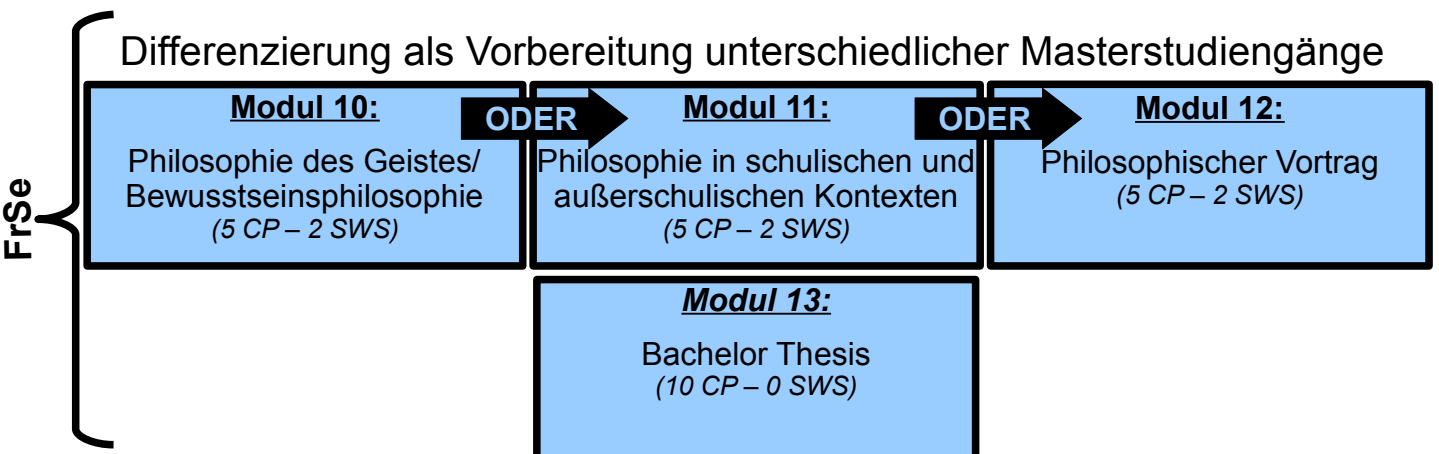 FrSe
Differenzierung als Vorbereitung unterschiedlicher Masterstudiengänge
Modul 10:
Philosophie des Geistes/
Bewusstseinsphilosophie
(5 CP – 2 SWS)
ODER
Modul 11:
Philosophie in schulischen und
außerschulischen Kontexten
(5 CP – 2 SWS)
ODER
Modul 12:
Philosophischer Vortrag
(5 CP – 2 SWS)
Modul 13:
Bachelor Thesis
(10 CP – 0 SWS)